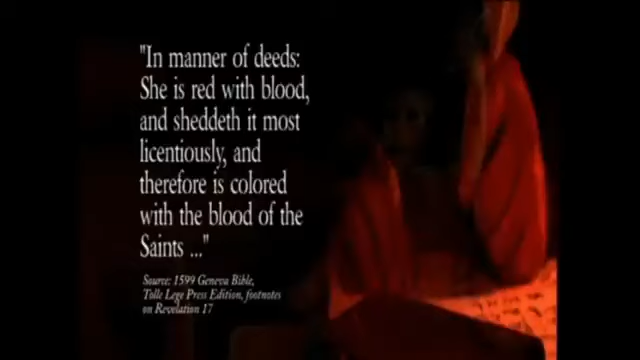 "In manner of deeds:
She is red with blood,
and sheddeth it most
licentiously, and
therefore is colored
with the blood of the
Saints ..."
Source: 1599 Geneva Bible,
Tolle Lege Press Edition, footnotes
on Revelation 17